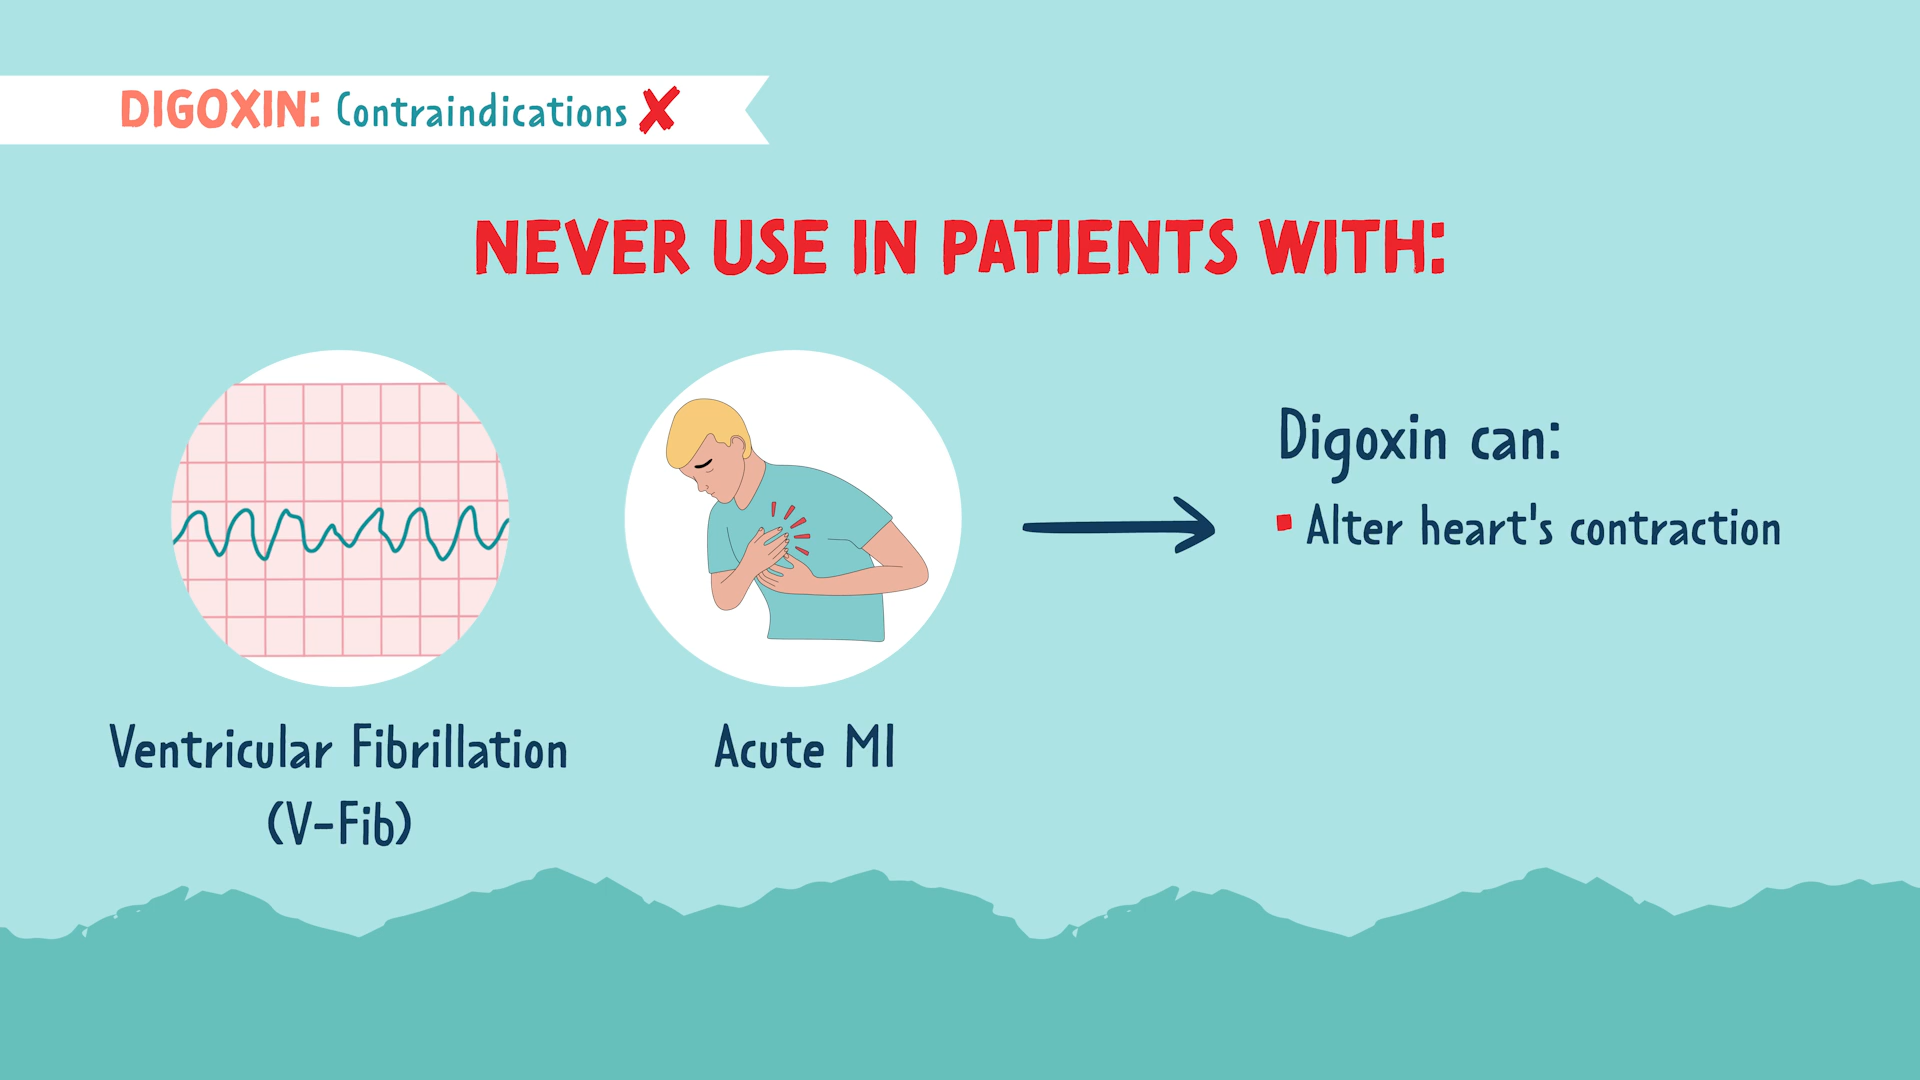 DIGOXIN: Contraindications
NEVER USE IN PATIENTS WITH:
Ventricular Fibrillation
(V-Fib)
Acute MI
Digoxin can:
▪ Alter heart's contraction